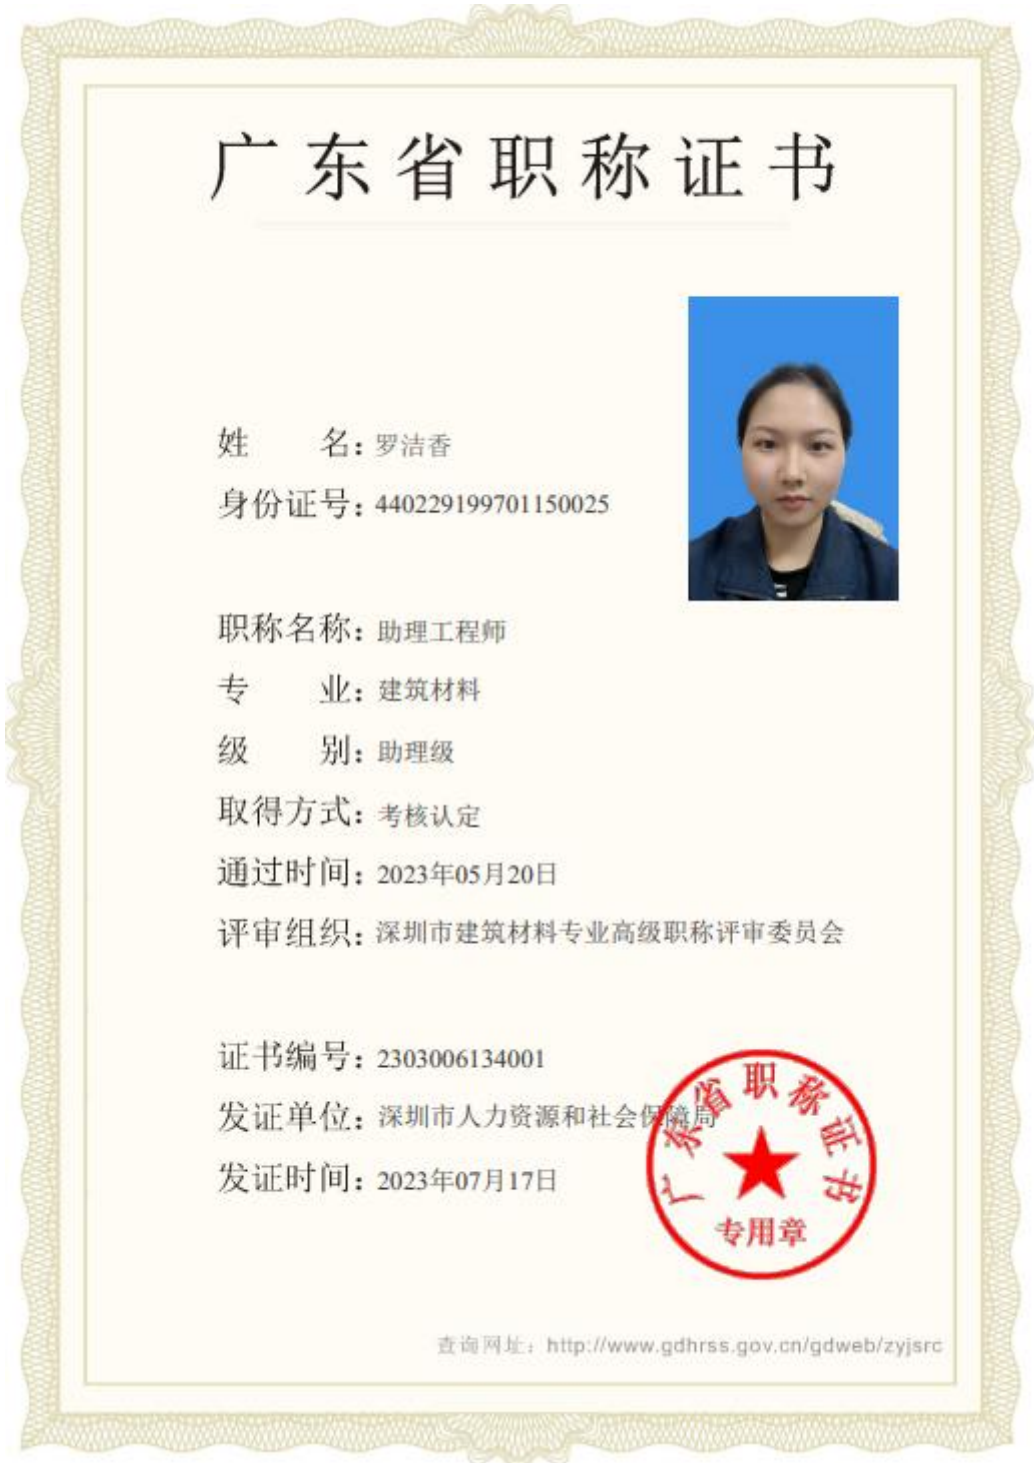 广东省职称证书
姓 名：罗洁香
身份证号：440229199701150025
职称名称：助理工程师
专 业：建筑材料
级 别：助理级
取得方式：考核认定
通过时间：2023年05月20日
评审组织：深圳市建筑材料专业高级职称评审委员会
证书编号：2303006134001
发证单位：深圳市人力资源和社会保障局
发证时间：2023年07月17日
广东省职称证书
专用章
查询网址：http://www.gdhrss.gov.cn/gdweb/zyjsrc